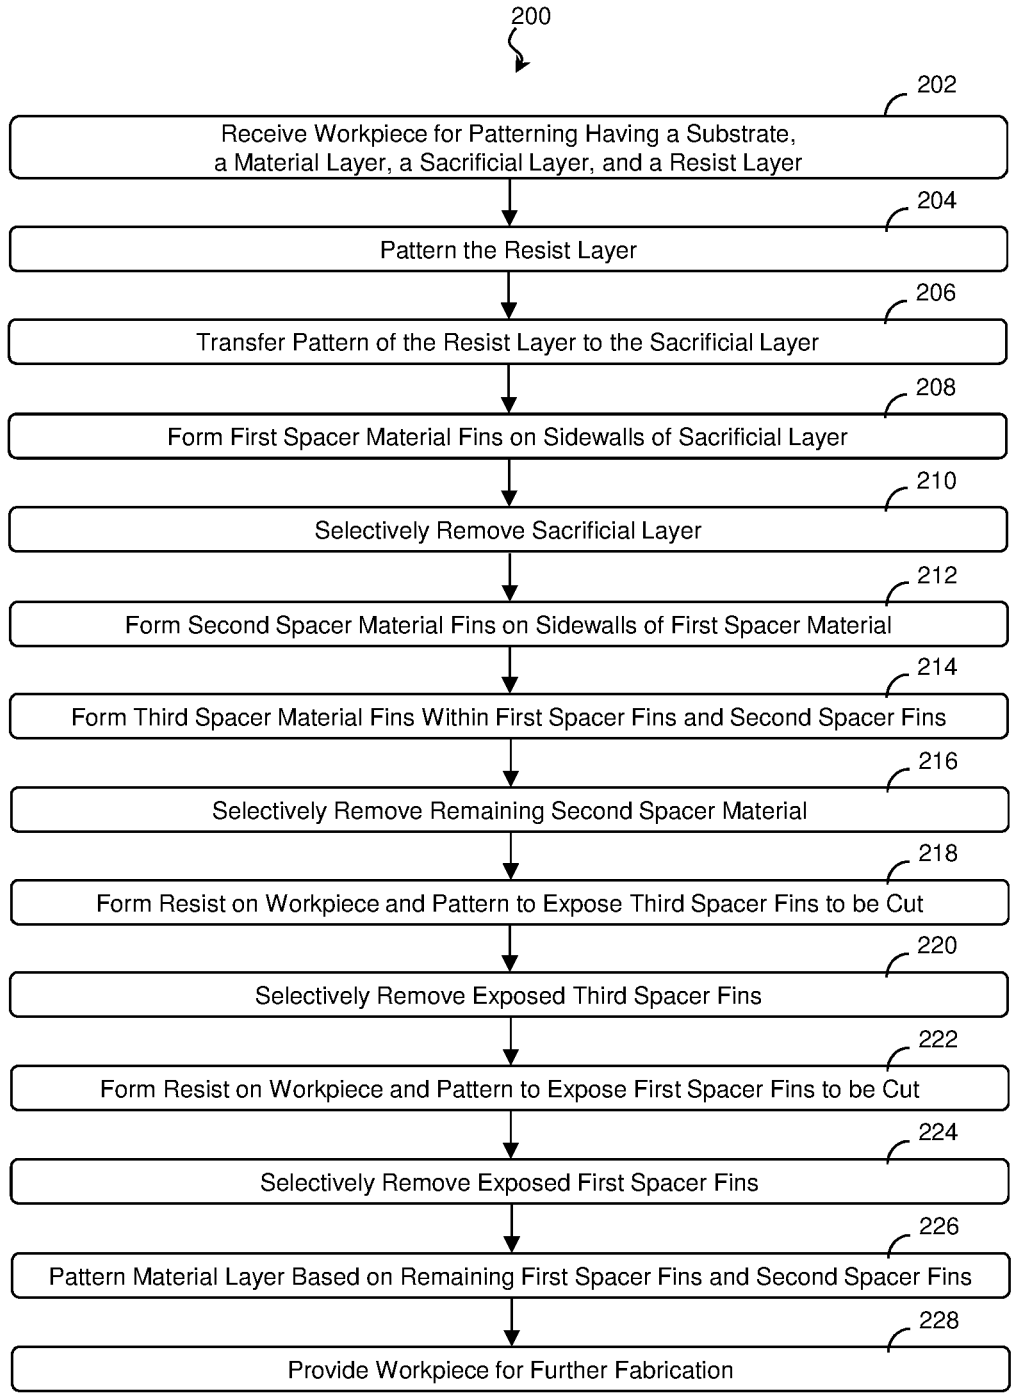 200
202
Receive Workpiece for Patterning Having a Substrate,
a Material Layer, a Sacrificial Layer, and a Resist Layer
204
Pattern the Resist Layer
206
Transfer Pattern of the Resist Layer to the Sacrificial Layer
208
Form First Spacer Material Fins on Sidewalls of Sacrificial Layer
210
Selectively Remove Sacrificial Layer
212
Form Second Spacer Material Fins on Sidewalls of First Spacer Material
214
Form Third Spacer Material Fins Within First Spacer Fins and Second Spacer Fins
216
Selectively Remove Remaining Second Spacer Material
218
Form Resist on Workpiece and Pattern to Expose Third Spacer Fins to be Cut
220
Selectively Remove Exposed Third Spacer Fins
222
Form Resist on Workpiece and Pattern to Expose First Spacer Fins to be Cut
224
Selectively Remove Exposed First Spacer Fins
226
Pattern Material Layer Based on Remaining First Spacer Fins and Second Spacer Fins
228
Provide Workpiece for Further Fabrication